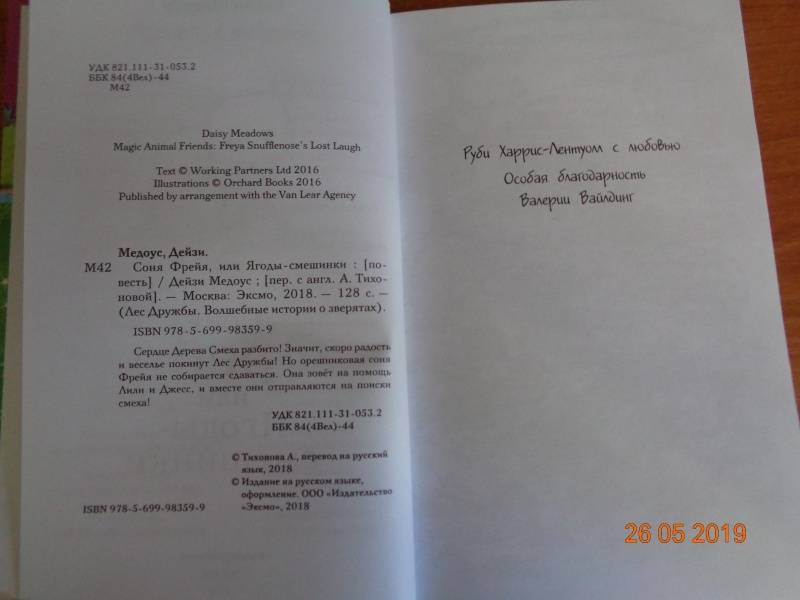 УДК 821.111-31-053.2
ББК 84(4Вел)-44
М42
Daisy Meadows
Magic Animal Friends: Freya Snufflenose's Lost Laugh
Text © Working Partners Ltd 2016
Illustrations © Orchard Books 2016
Published by arrangement with the Van Lear Agency
Медоус, Дейзи.
М42 Соня Фрейя, или Ягоды-смешинки : [по-
весть] / Дейзи Медоус ; [пер. с англ. А. Тихо-
новой]. — Москва: Эксмо, 2018. — 128 с. —
(Лес Дружбы. Волшебные истории о зверятах).
ISBN 978-5-699-98359-9
Сердце Дерева Смеха разбито! Значит, скоро радость
и веселье покинут Лес Дружбы! Но орешниковая соня
Фрейя не собирается сдаваться. Она зовёт на помощь
Лили и Джесс, и вместе они отправляются на поиски
смеха!
УДК 821.111-31-053.2
ББК 84(4Вел)-44
© Тихонова А., перевод на русский
язык, 2018
© Издание на русском языке,
оформление. ООО «Издательство
«Эксмо», 2018
ISBN 978-5-699-98359-9
Руби Харрис-Лентуолл с любовью
Особая благодарность
Валерии Вайлдинг
26 05 2019